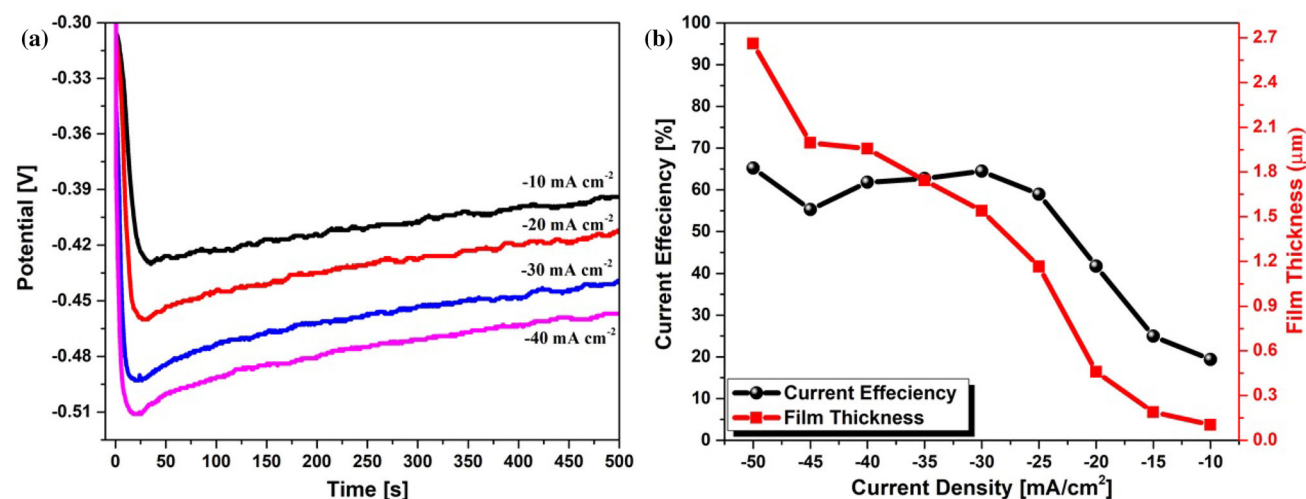 (a)
-0.30
-0.33
-0.36
-0.39
-0.42
-0.45
-0.48
-0.51
Potential [V]
-10 mA cm-2
-20 mA cm-2
-30 mA cm-2
-40 mA cm-2
0 50 100 150 200 250 300 350 400 450 500
Time [s]
(b)
100
90
80
70
60
50
40
30
20
10
0
Current Effeciency [%]
Current Effeciency
Film Thickness
2.7
2.4
2.1
1.8
1.5
1.2
0.9
0.6
0.3
0.0
Film Thickness (μm)
-50 -45 -40 -35 -30 -25 -20 -15 -10
Current Density [mA/cm2]